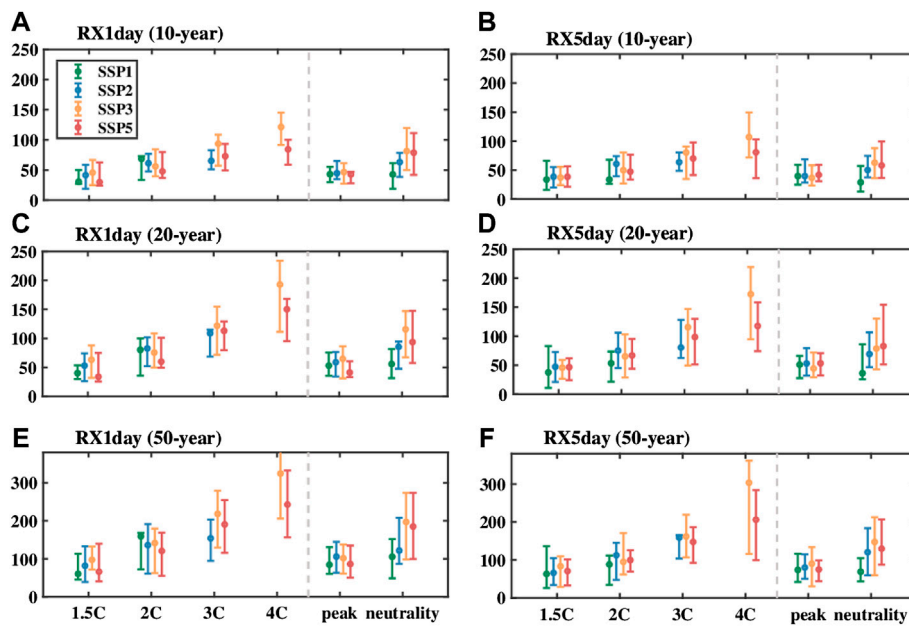 A RX1day (10-year)
250
200
150
100
50
0
SSP1
SSP2
SSP3
SSP5
B RX5day (10-year)
250
200
150
100
50
0
C RX1day (20-year)
250
200
150
100
50
0
D RX5day (20-year)
250
200
150
100
50
0
E RX1day (50-year)
300
200
100
0
1.5C 2C 3C 4C peak neutrality
F RX5day (50-year)
300
200
100
0
1.5C 2C 3C 4C peak neutrality